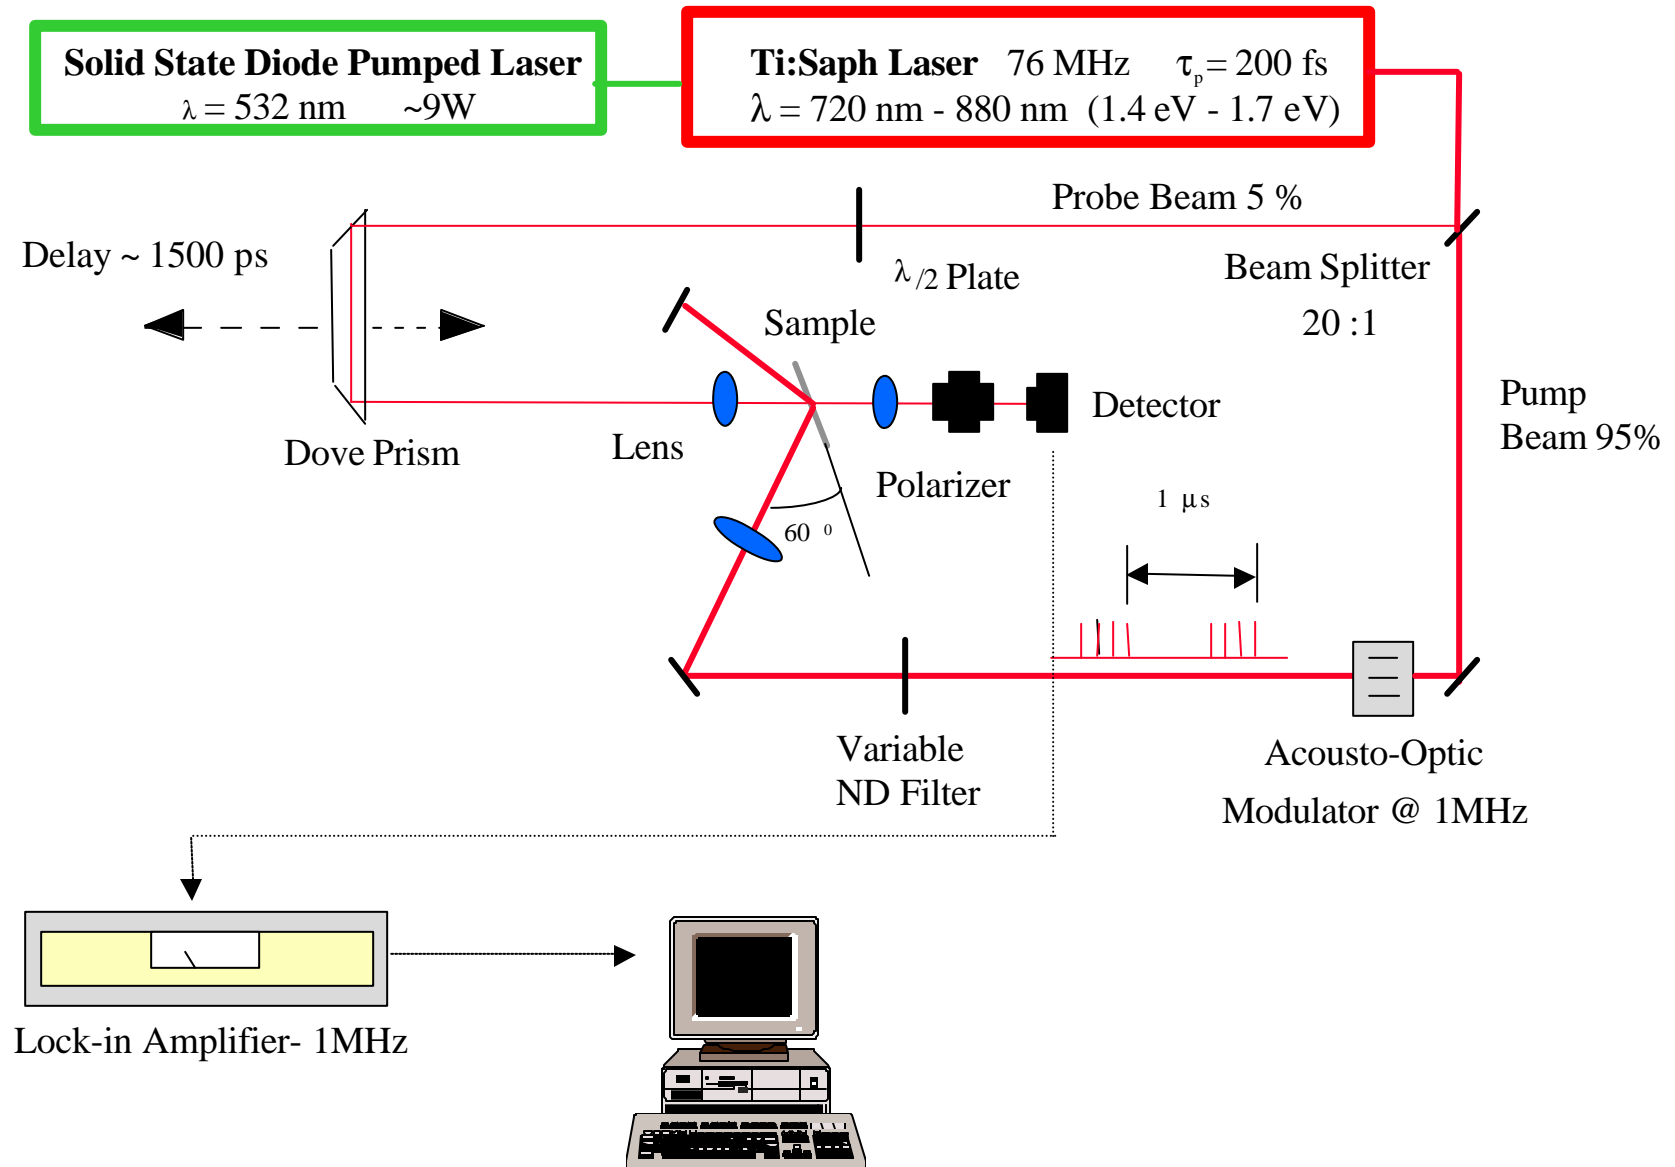 Solid State Diode Pumped Laser
λ = 532 nm ~9W
Ti:Saph Laser 76 MHz τp = 200 fs
λ = 720 nm - 880 nm (1.4 eV - 1.7 eV)
Probe Beam 5 %
Delay ~ 1500 ps
λ/2 Plate
Beam Splitter
20 :1
Sample
Pump
Beam 95%
Detector
Dove Prism
Lens
Polarizer
1 μs
60 0
Variable
ND Filter
Acousto-Optic
Modulator @ 1MHz
Lock-in Amplifier- 1MHz